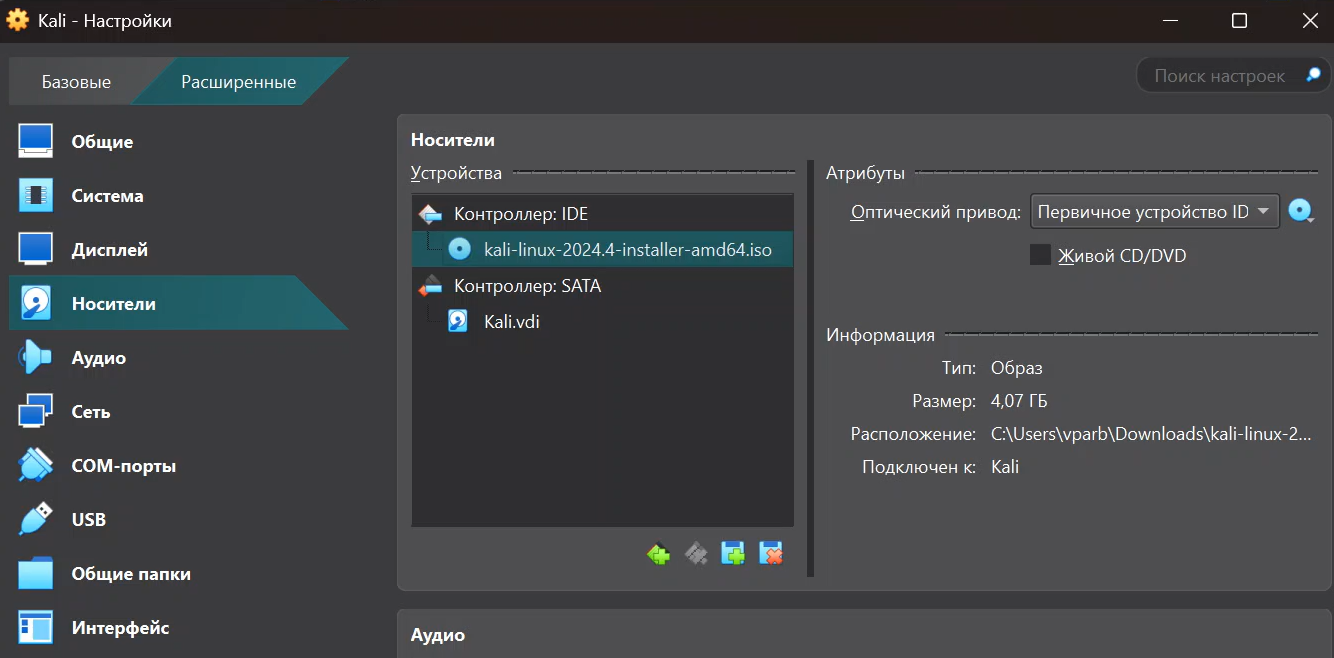 Kali - Настройки
Базовые
Расширенные
Поиск настроек
Общие
Система
Дисплей
Носители
Аудио
Сеть
COM-порты
USB
Общие папки
Интерфейс
Носители
Устройства
Контроллер: IDE
kali-linux-2024.4-installer-amd64.iso
Контроллер: SATA
Kali.vdi
Атрибуты
Оптический привод: Первичное устройство ID
Живой CD/DVD
Информация
Тип: Образ
Размер: 4,07 ГБ
Расположение: C:\Users\vparb\Downloads\kali-linux-2...
Подключен к: Kali
Аудио